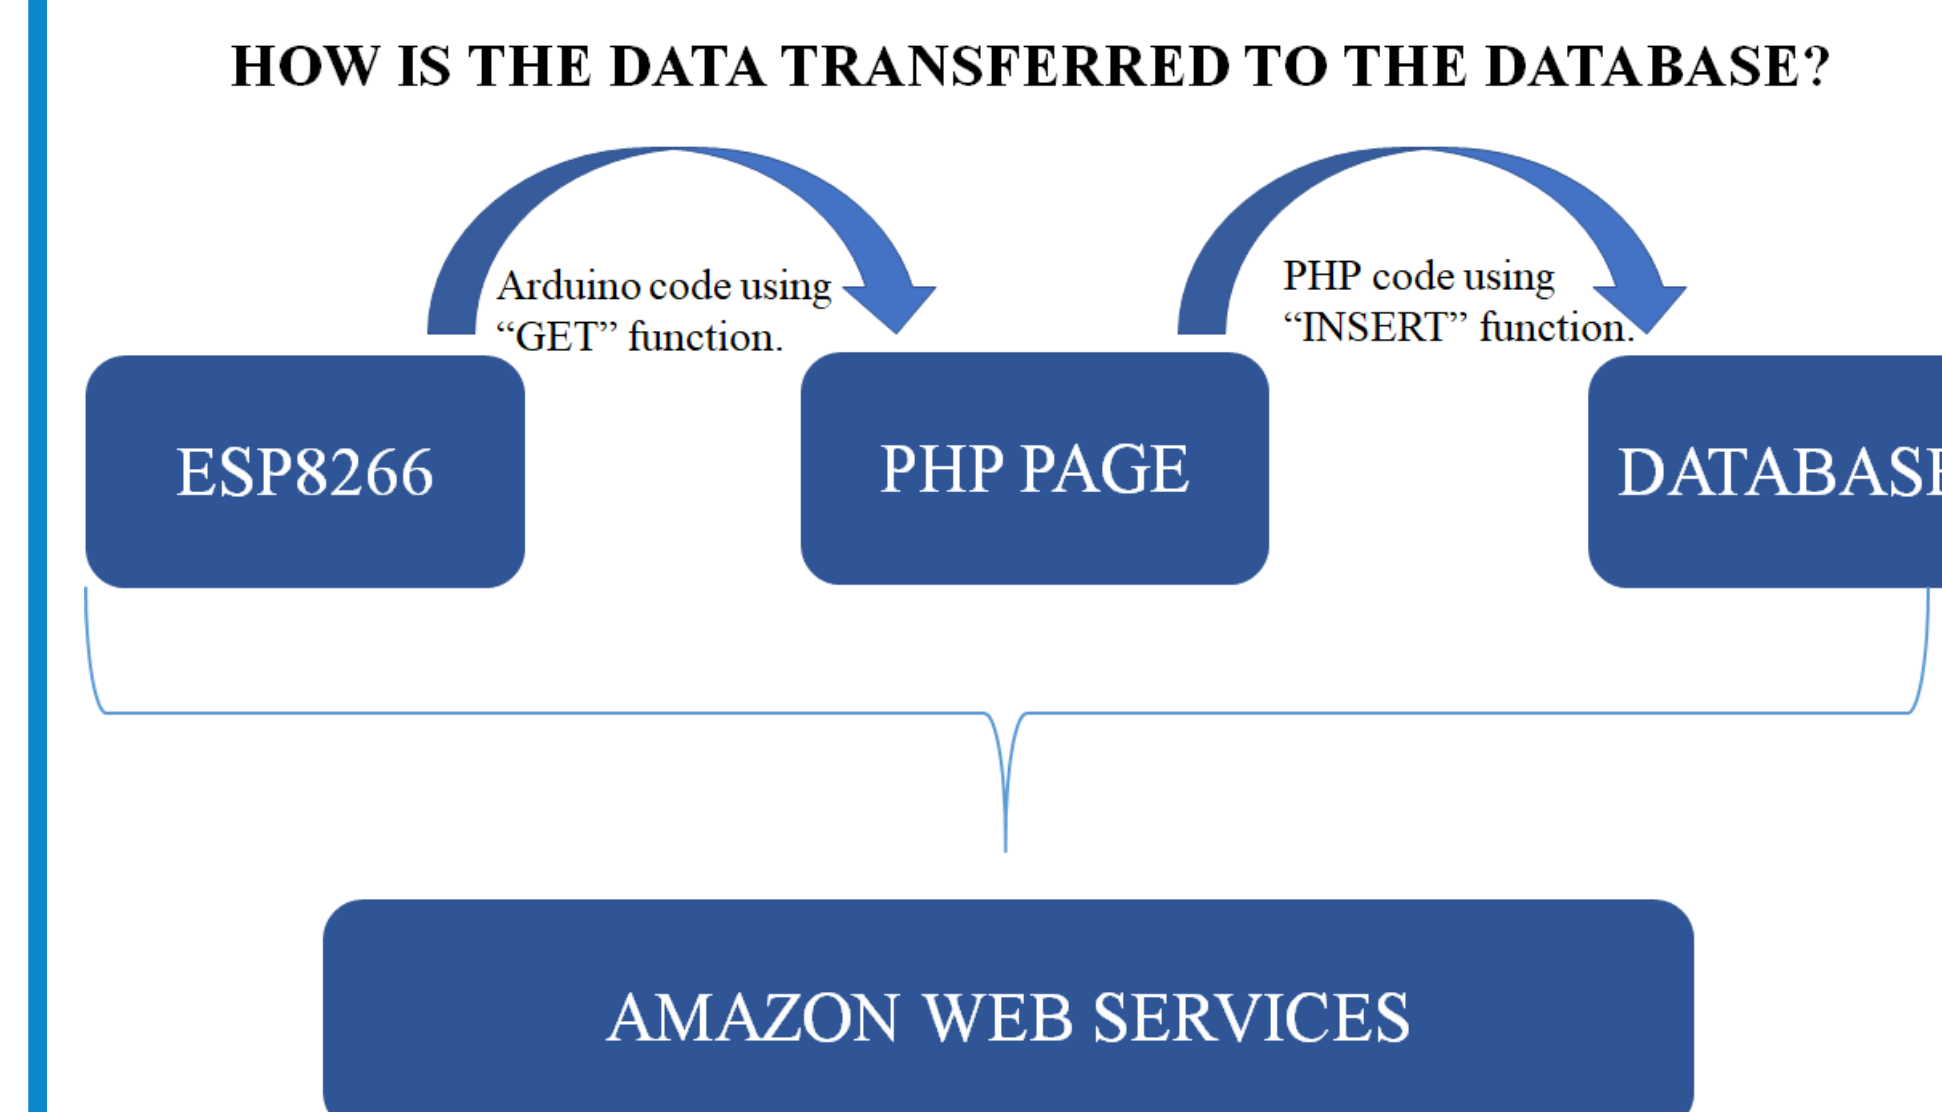 HOW IS THE DATA TRANSFERRED TO THE DATABASE?
Arduino code using
“GET” function.
PHP code using
“INSERT” function.
ESP8266
PHP PAGE
DATABASE
AMAZON WEB SERVICES